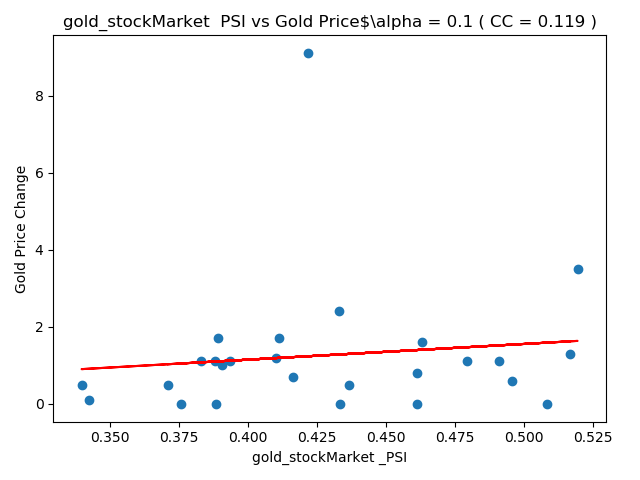 gold_stockMarket  PSI vs Gold Price$\alpha = 0.1 ( CC = 0.119 )
Gold Price Change
8
6
4
2
0
0.350 0.375 0.400 0.425 0.450 0.475 0.500 0.525
gold_stockMarket _PSI